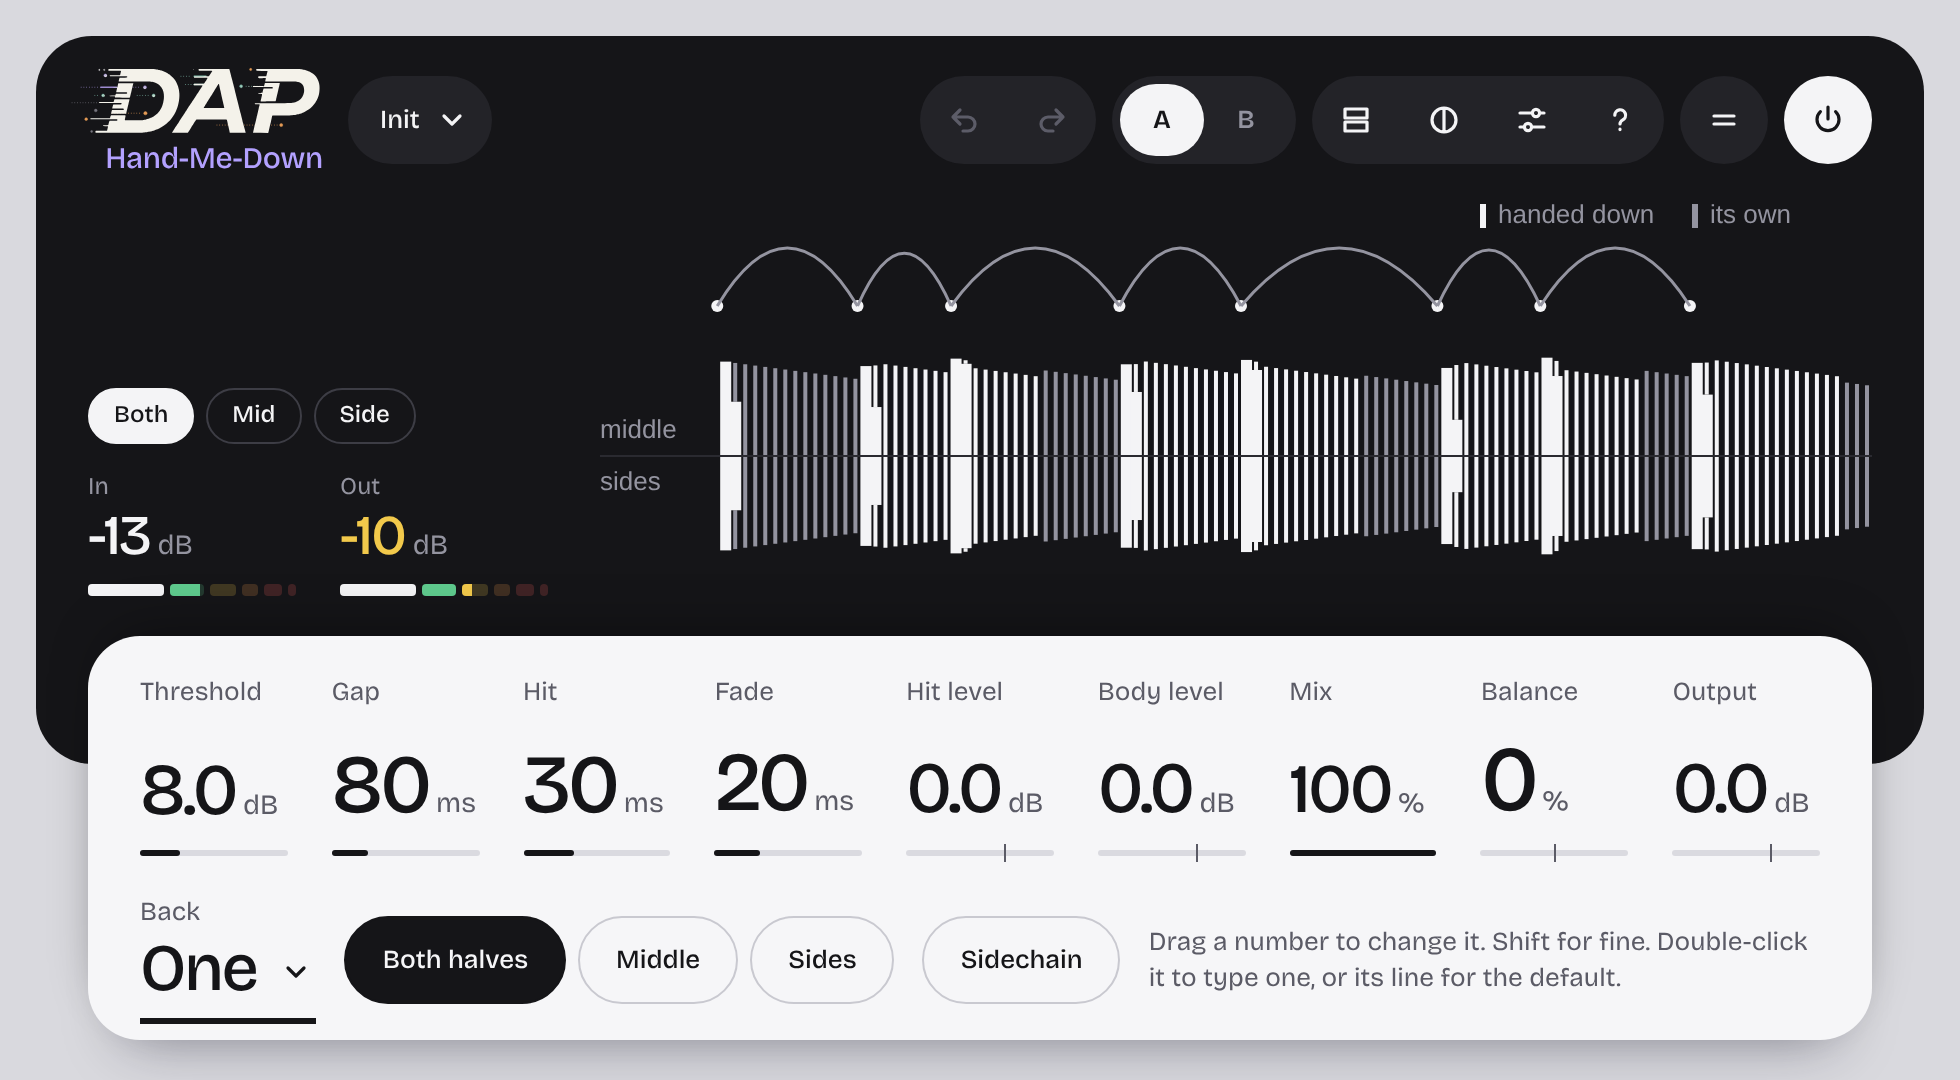 DAP
Hand-Me-Down
Init
A
B
?
handed down
its own
middle
sides
Both
Mid
Side
In
Out
-13 dB
-10 dB
Threshold
Gap
Hit
Fade
Hit level
Body level
Mix
Balance
Output
8.0 dB
80 ms
30 ms
20 ms
0.0 dB
0.0 dB
100 %
0 %
0.0 dB
Back
One
Both halves
Middle
Sides
Sidechain
Drag a number to change it. Shift for fine. Double-click
it to type one, or its line for the default.